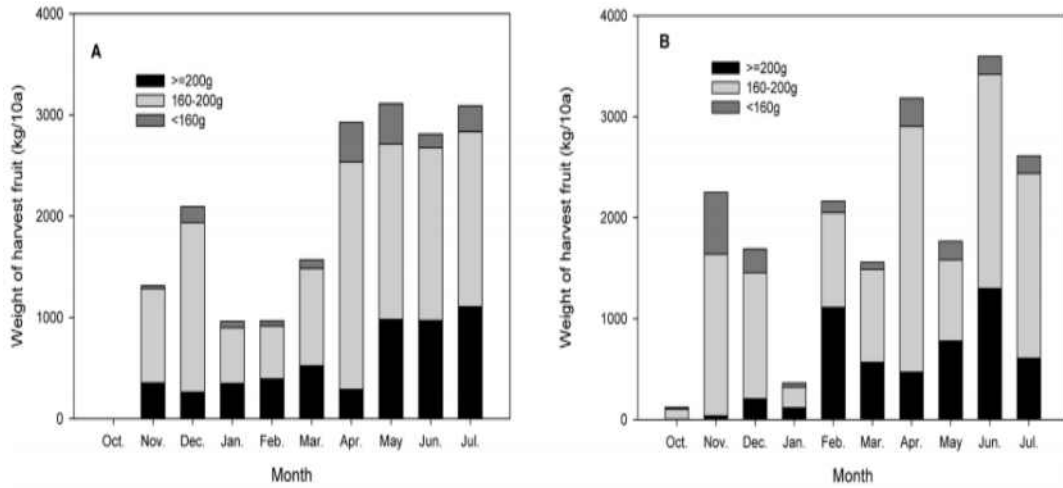 A
>=200g
160-200g
<160g
Weight of harvest fruit (kg/10a)
4000
3000
2000
1000
0
Oct. Nov. Dec. Jan. Feb. Mar. Apr. May Jun. Jul.
Month
B
>=200g
160-200g
<160g
Weight of harvest fruit (kg/10a)
4000
3000
2000
1000
0
Oct. Nov. Dec. Jan. Feb. Mar. Apr. May Jun. Jul.
Month